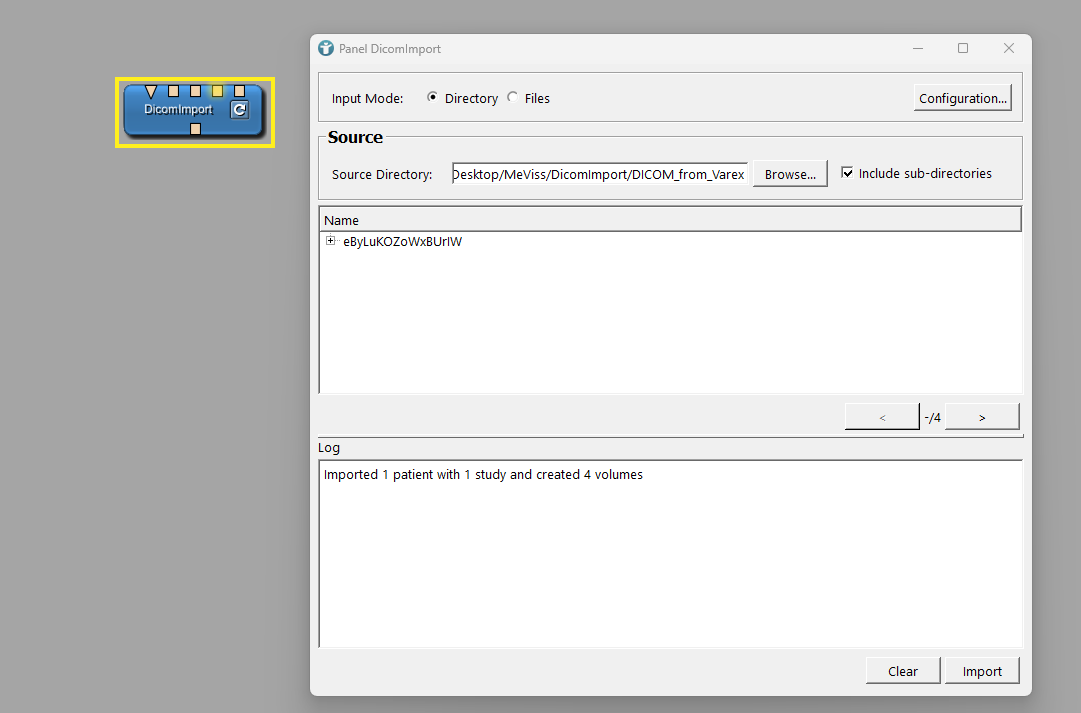 Panel DicomImport
DicomImport
Input Mode: Directory Files Configuration...
Source
Source Directory: Desktop/MeViss/DicomImport/DICOM_from_Varex Browse... Include sub-directories
Name
eByLuKOZoWxBUrIW
< -/4 >
Log
Imported 1 patient with 1 study and created 4 volumes
Clear Import